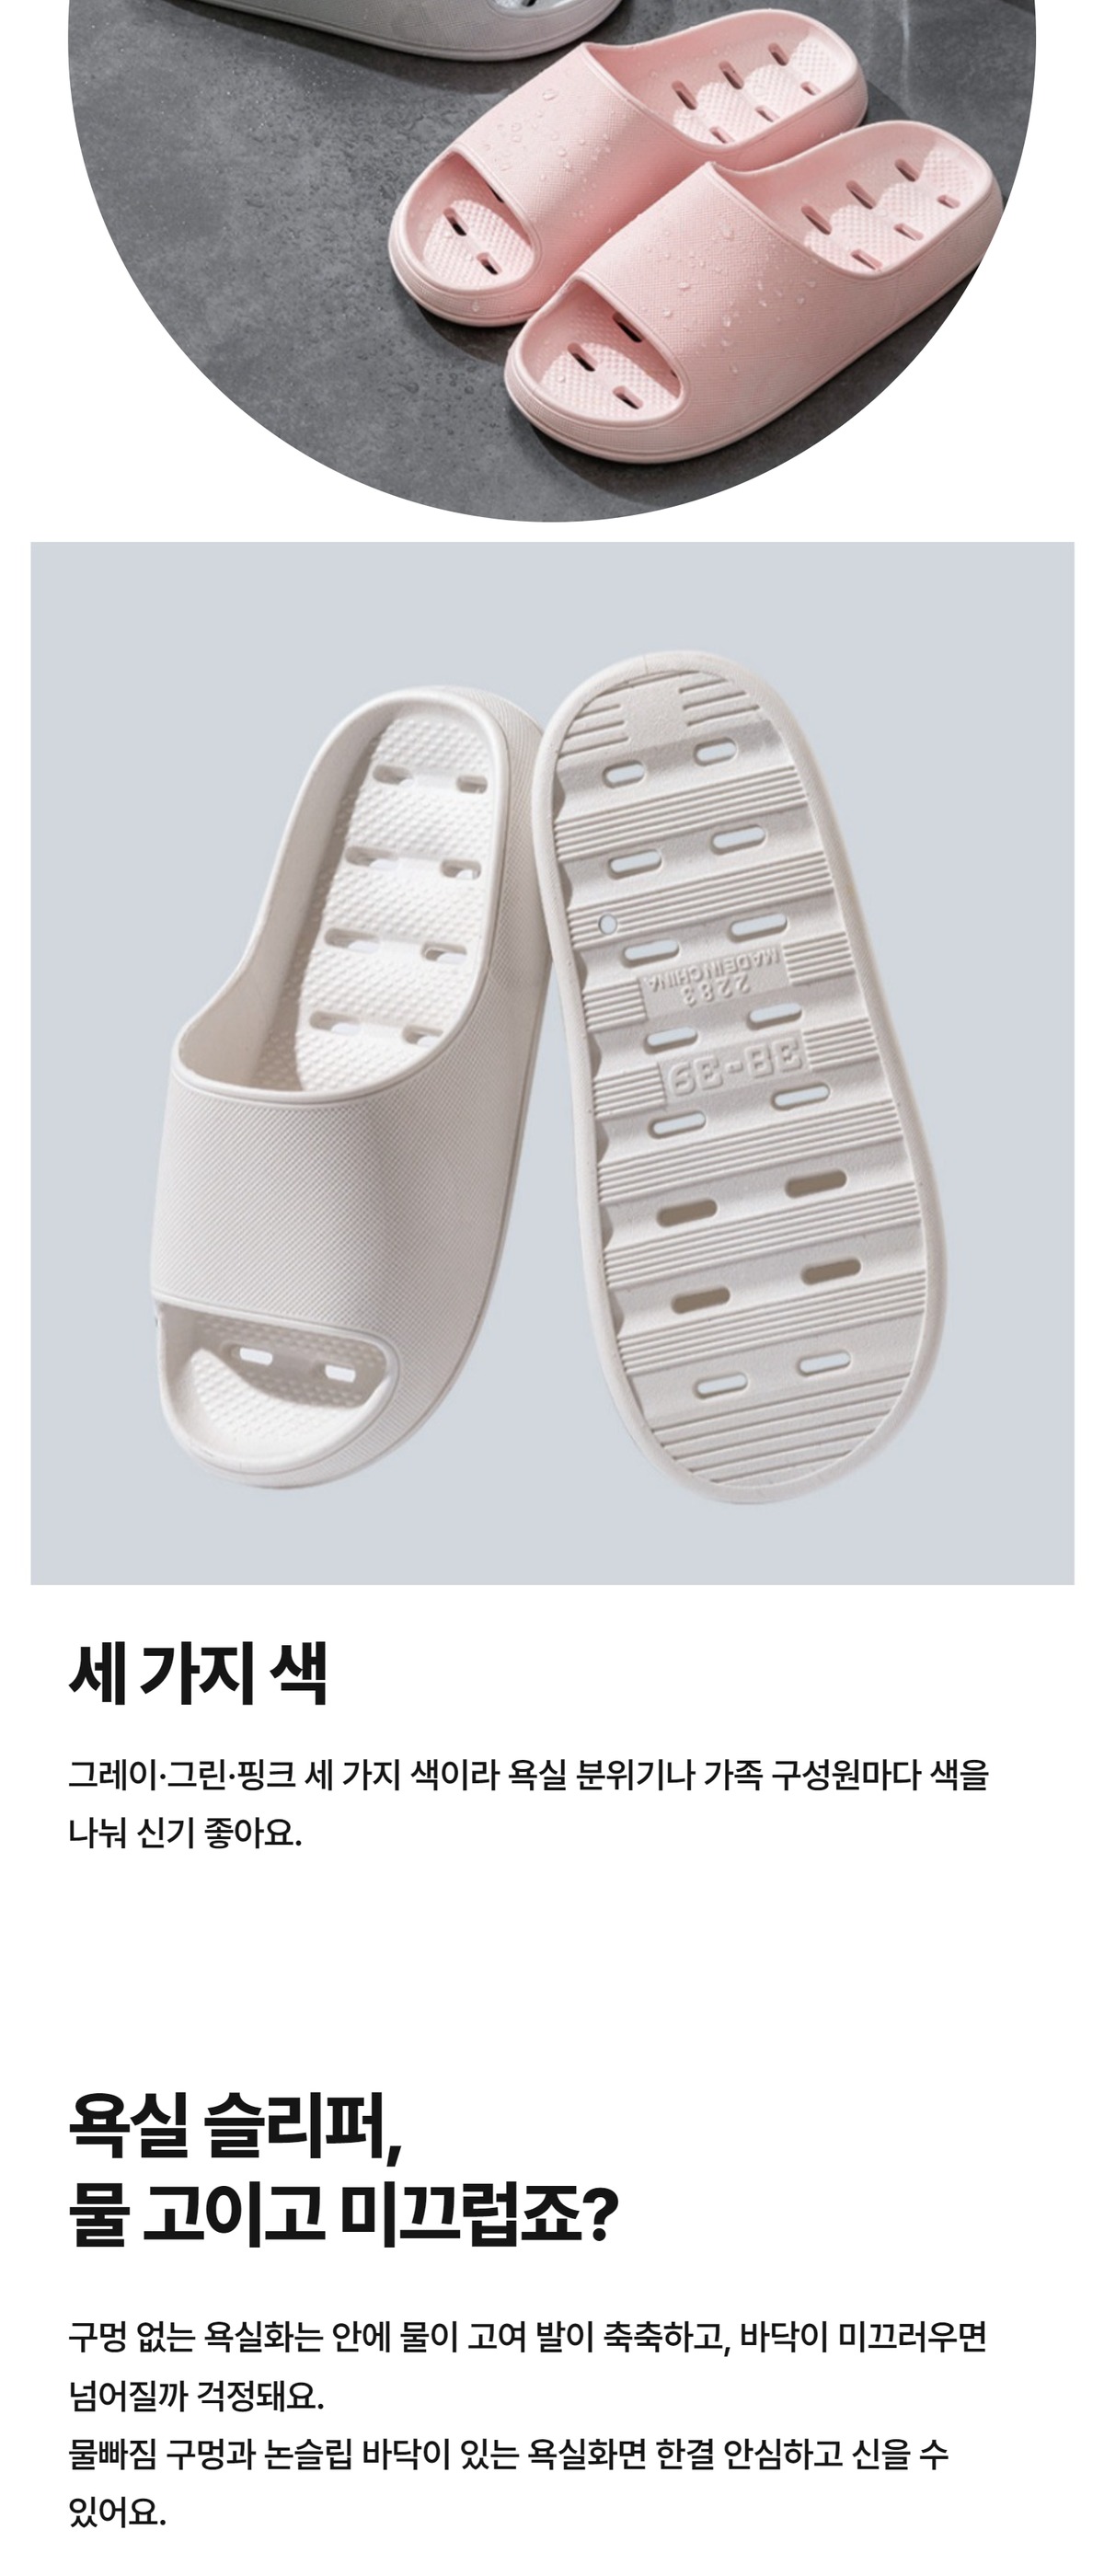 MADE IN CHINA
2283
38-39
세 가지 색
그레이·그린·핑크 세 가지 색이라 욕실 분위기나 가족 구성원마다 색을
나눠 신기 좋아요.
욕실 슬리퍼,
물 고이고 미끄럽죠?
구멍 없는 욕실화는 안에 물이 고여 발이 축축하고, 바닥이 미끄러우면
넘어질까 걱정돼요.
물빠짐 구멍과 논슬립 바닥이 있는 욕실화면 한결 안심하고 신을 수
있어요.